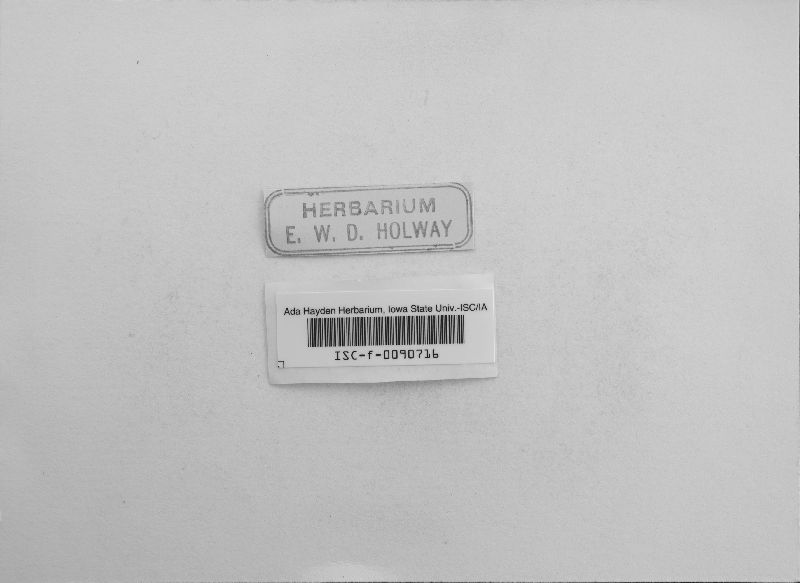 HERBARIUM
E. W. D. HOLWAY
Ada Hayden Herbarium, Iowa State Univ.-ISC/IA
ISC-f-0090716